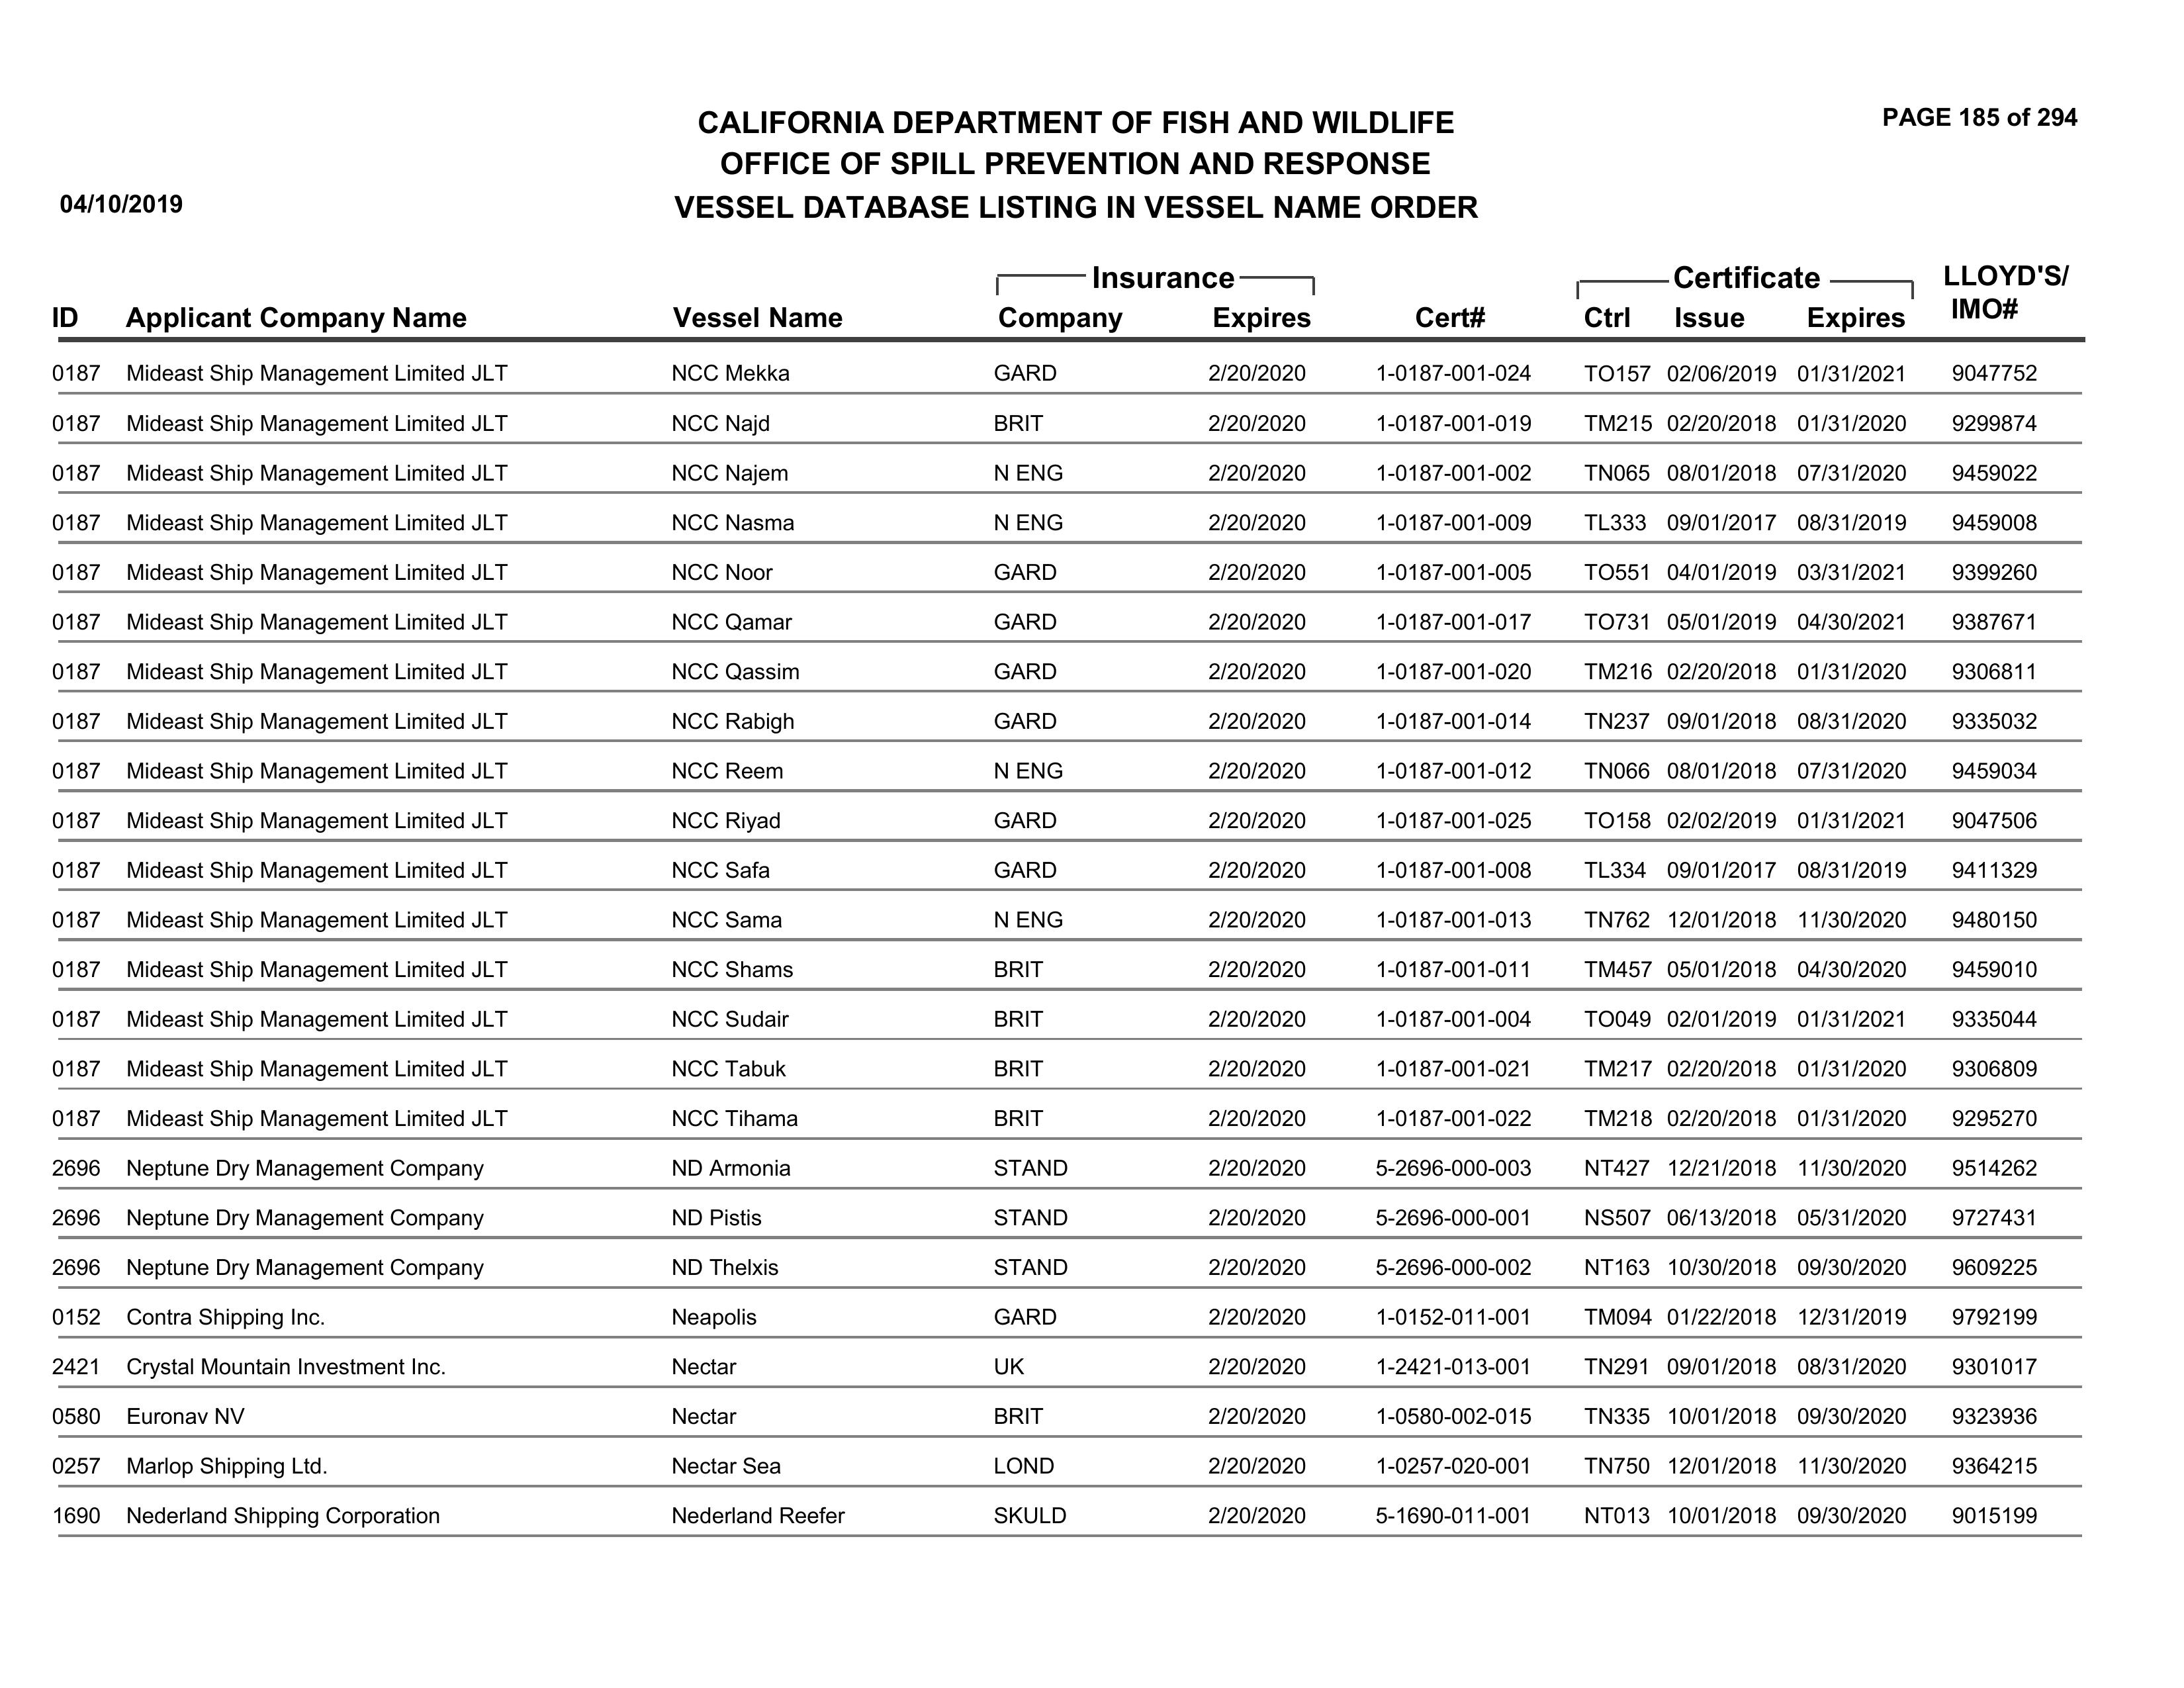 PAGE 185 of 294
CALIFORNIA DEPARTMENT OF FISH AND WILDLIFE
OFFICE OF SPILL PREVENTION AND RESPONSE
04/10/2019 VESSEL DATABASE LISTING IN VESSEL NAME ORDER
Insurance Certificate LLOYD'S/
ID Applicant Company Name Vessel Name Company Expires Cert# Ctrl Issue Expires IMO#
0187 Mideast Ship Management Limited JLT NCC Mekka GARD 2/20/2020 1-0187-001-024 TO157 02/06/2019 01/31/2021 9047752
0187 Mideast Ship Management Limited JLT NCC Najd BRIT 2/20/2020 1-0187-001-019 TM215 02/20/2018 01/31/2020 9299874
0187 Mideast Ship Management Limited JLT NCC Najem N ENG 2/20/2020 1-0187-001-002 TN065 08/01/2018 07/31/2020 9459022
0187 Mideast Ship Management Limited JLT NCC Nasma N ENG 2/20/2020 1-0187-001-009 TL333 09/01/2017 08/31/2019 9459008
0187 Mideast Ship Management Limited JLT NCC Noor GARD 2/20/2020 1-0187-001-005 TO551 04/01/2019 03/31/2021 9399260
0187 Mideast Ship Management Limited JLT NCC Qamar GARD 2/20/2020 1-0187-001-017 TO731 05/01/2019 04/30/2021 9387671
0187 Mideast Ship Management Limited JLT NCC Qassim GARD 2/20/2020 1-0187-001-020 TM216 02/20/2018 01/31/2020 9306811
0187 Mideast Ship Management Limited JLT NCC Rabigh GARD 2/20/2020 1-0187-001-014 TN237 09/01/2018 08/31/2020 9335032
0187 Mideast Ship Management Limited JLT NCC Reem N ENG 2/20/2020 1-0187-001-012 TN066 08/01/2018 07/31/2020 9459034
0187 Mideast Ship Management Limited JLT NCC Riyad GARD 2/20/2020 1-0187-001-025 TO158 02/02/2019 01/31/2021 9047506
0187 Mideast Ship Management Limited JLT NCC Safa GARD 2/20/2020 1-0187-001-008 TL334 09/01/2017 08/31/2019 9411329
0187 Mideast Ship Management Limited JLT NCC Sama N ENG 2/20/2020 1-0187-001-013 TN762 12/01/2018 11/30/2020 9480150
0187 Mideast Ship Management Limited JLT NCC Shams BRIT 2/20/2020 1-0187-001-011 TM457 05/01/2018 04/30/2020 9459010
0187 Mideast Ship Management Limited JLT NCC Sudair BRIT 2/20/2020 1-0187-001-004 TO049 02/01/2019 01/31/2021 9335044
0187 Mideast Ship Management Limited JLT NCC Tabuk BRIT 2/20/2020 1-0187-001-021 TM217 02/20/2018 01/31/2020 9306809
0187 Mideast Ship Management Limited JLT NCC Tihama BRIT 2/20/2020 1-0187-001-022 TM218 02/20/2018 01/31/2020 9295270
2696 Neptune Dry Management Company ND Armonia STAND 2/20/2020 5-2696-000-003 NT427 12/21/2018 11/30/2020 9514262
2696 Neptune Dry Management Company ND Pistis STAND 2/20/2020 5-2696-000-001 NS507 06/13/2018 05/31/2020 9727431
2696 Neptune Dry Management Company ND Thelxis STAND 2/20/2020 5-2696-000-002 NT163 10/30/2018 09/30/2020 9609225
0152 Contra Shipping Inc. Neapolis GARD 2/20/2020 1-0152-011-001 TM094 01/22/2018 12/31/2019 9792199
2421 Crystal Mountain Investment Inc. Nectar UK 2/20/2020 1-2421-013-001 TN291 09/01/2018 08/31/2020 9301017
0580 Euronav NV Nectar BRIT 2/20/2020 1-0580-002-015 TN335 10/01/2018 09/30/2020 9323936
0257 Marlop Shipping Ltd. Nectar Sea LOND 2/20/2020 1-0257-020-001 TN750 12/01/2018 11/30/2020 9364215
1690 Nederland Shipping Corporation Nederland Reefer SKULD 2/20/2020 5-1690-011-001 NT013 10/01/2018 09/30/2020 9015199